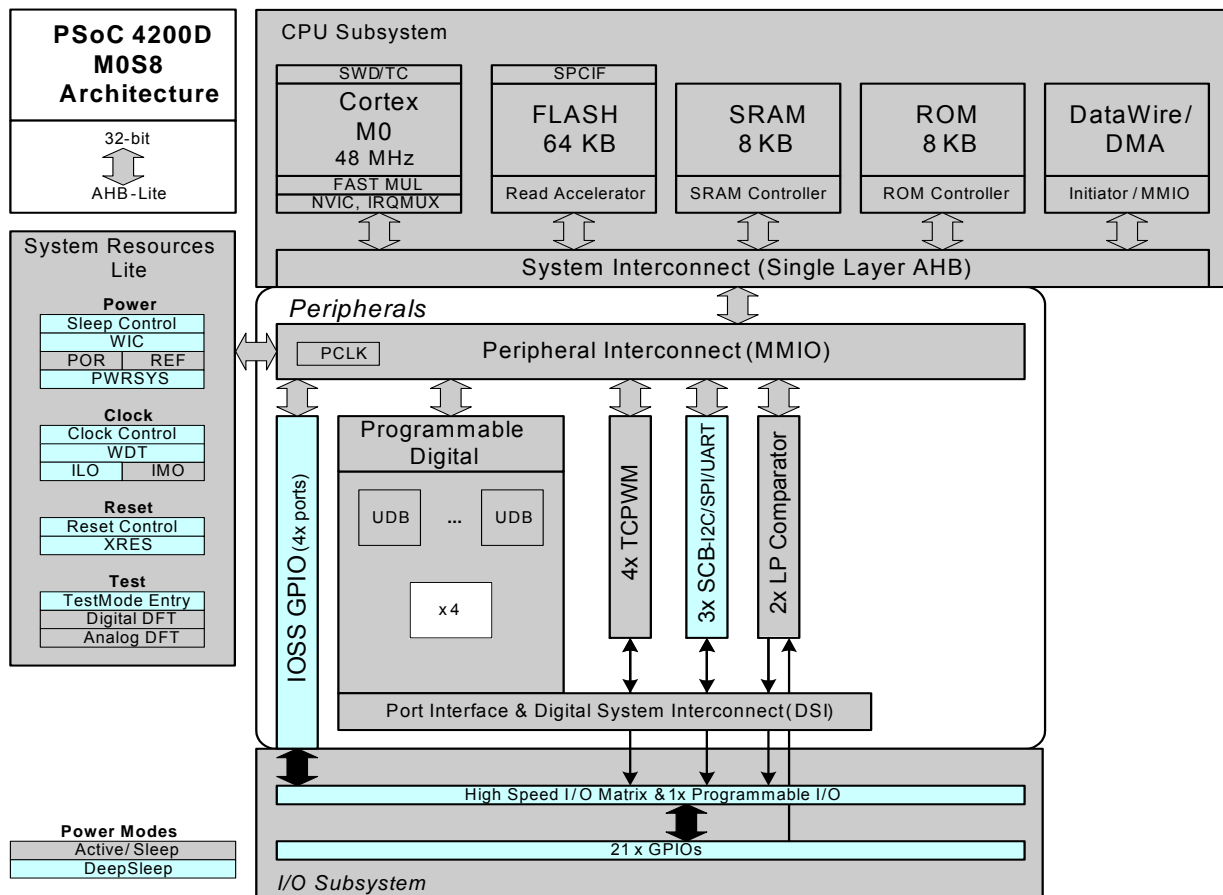 PSoC 4200D
M0S8
Architecture
32-bit
AHB-Lite
CPU Subsystem
SWD/TC
Cortex
M0
48 MHz
FAST MUL
NVIC, IRQMUX
SPCIF
FLASH
64 KB
Read Accelerator
SRAM
8 KB
SRAM Controller
ROM
8 KB
ROM Controller
DataWire/
DMA
Initiator / MMIO
System Interconnect (Single Layer AHB)
System Resources
Lite
Power
Sleep Control
WIC
POR REF
PWRSYS
Clock
Clock Control
WDT
ILO IMO
Reset
Reset Control
XRES
Test
TestMode Entry
Digital DFT
Analog DFT
Peripherals
PCLK
Peripheral Interconnect (MMIO)
IOSS GPIO (4x ports)
Programmable
Digital
UDB ... UDB
x 4
4x TCPWM
3x SCB-I2C/SPI/UART
2x LP Comparator
Port Interface & Digital System Interconnect (DSI)
High Speed I/O Matrix & 1x Programmable I/O
21 x GPIOs
I/O Subsystem
Power Modes
Active/Sleep
DeepSleep